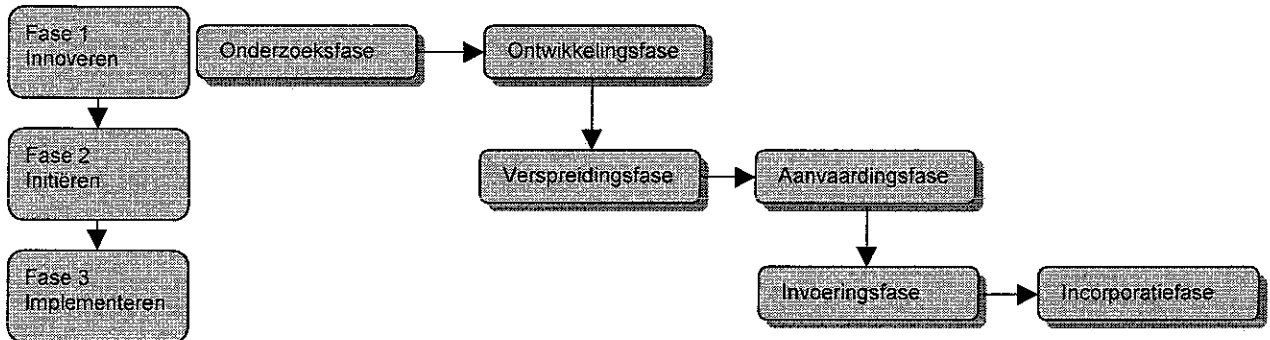 Fase 1
Innoveren
Onderzoeksfase
Ontwikkelingsfase
Fase 2
Initiëren
Verspreidingsfase
Aanvaardingsfase
Fase 3
Implementeren
Invoeringsfase
Incorporatiefase